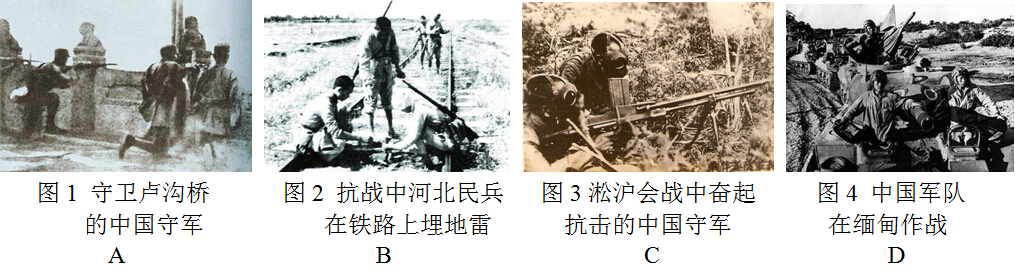 图1 守卫卢沟桥
的中国守军
A
图2 抗战中河北民兵
在铁路上埋地雷
B
图3淞沪会战中奋起
抗击的中国守军
C
图4 中国军队
在缅甸作战
D